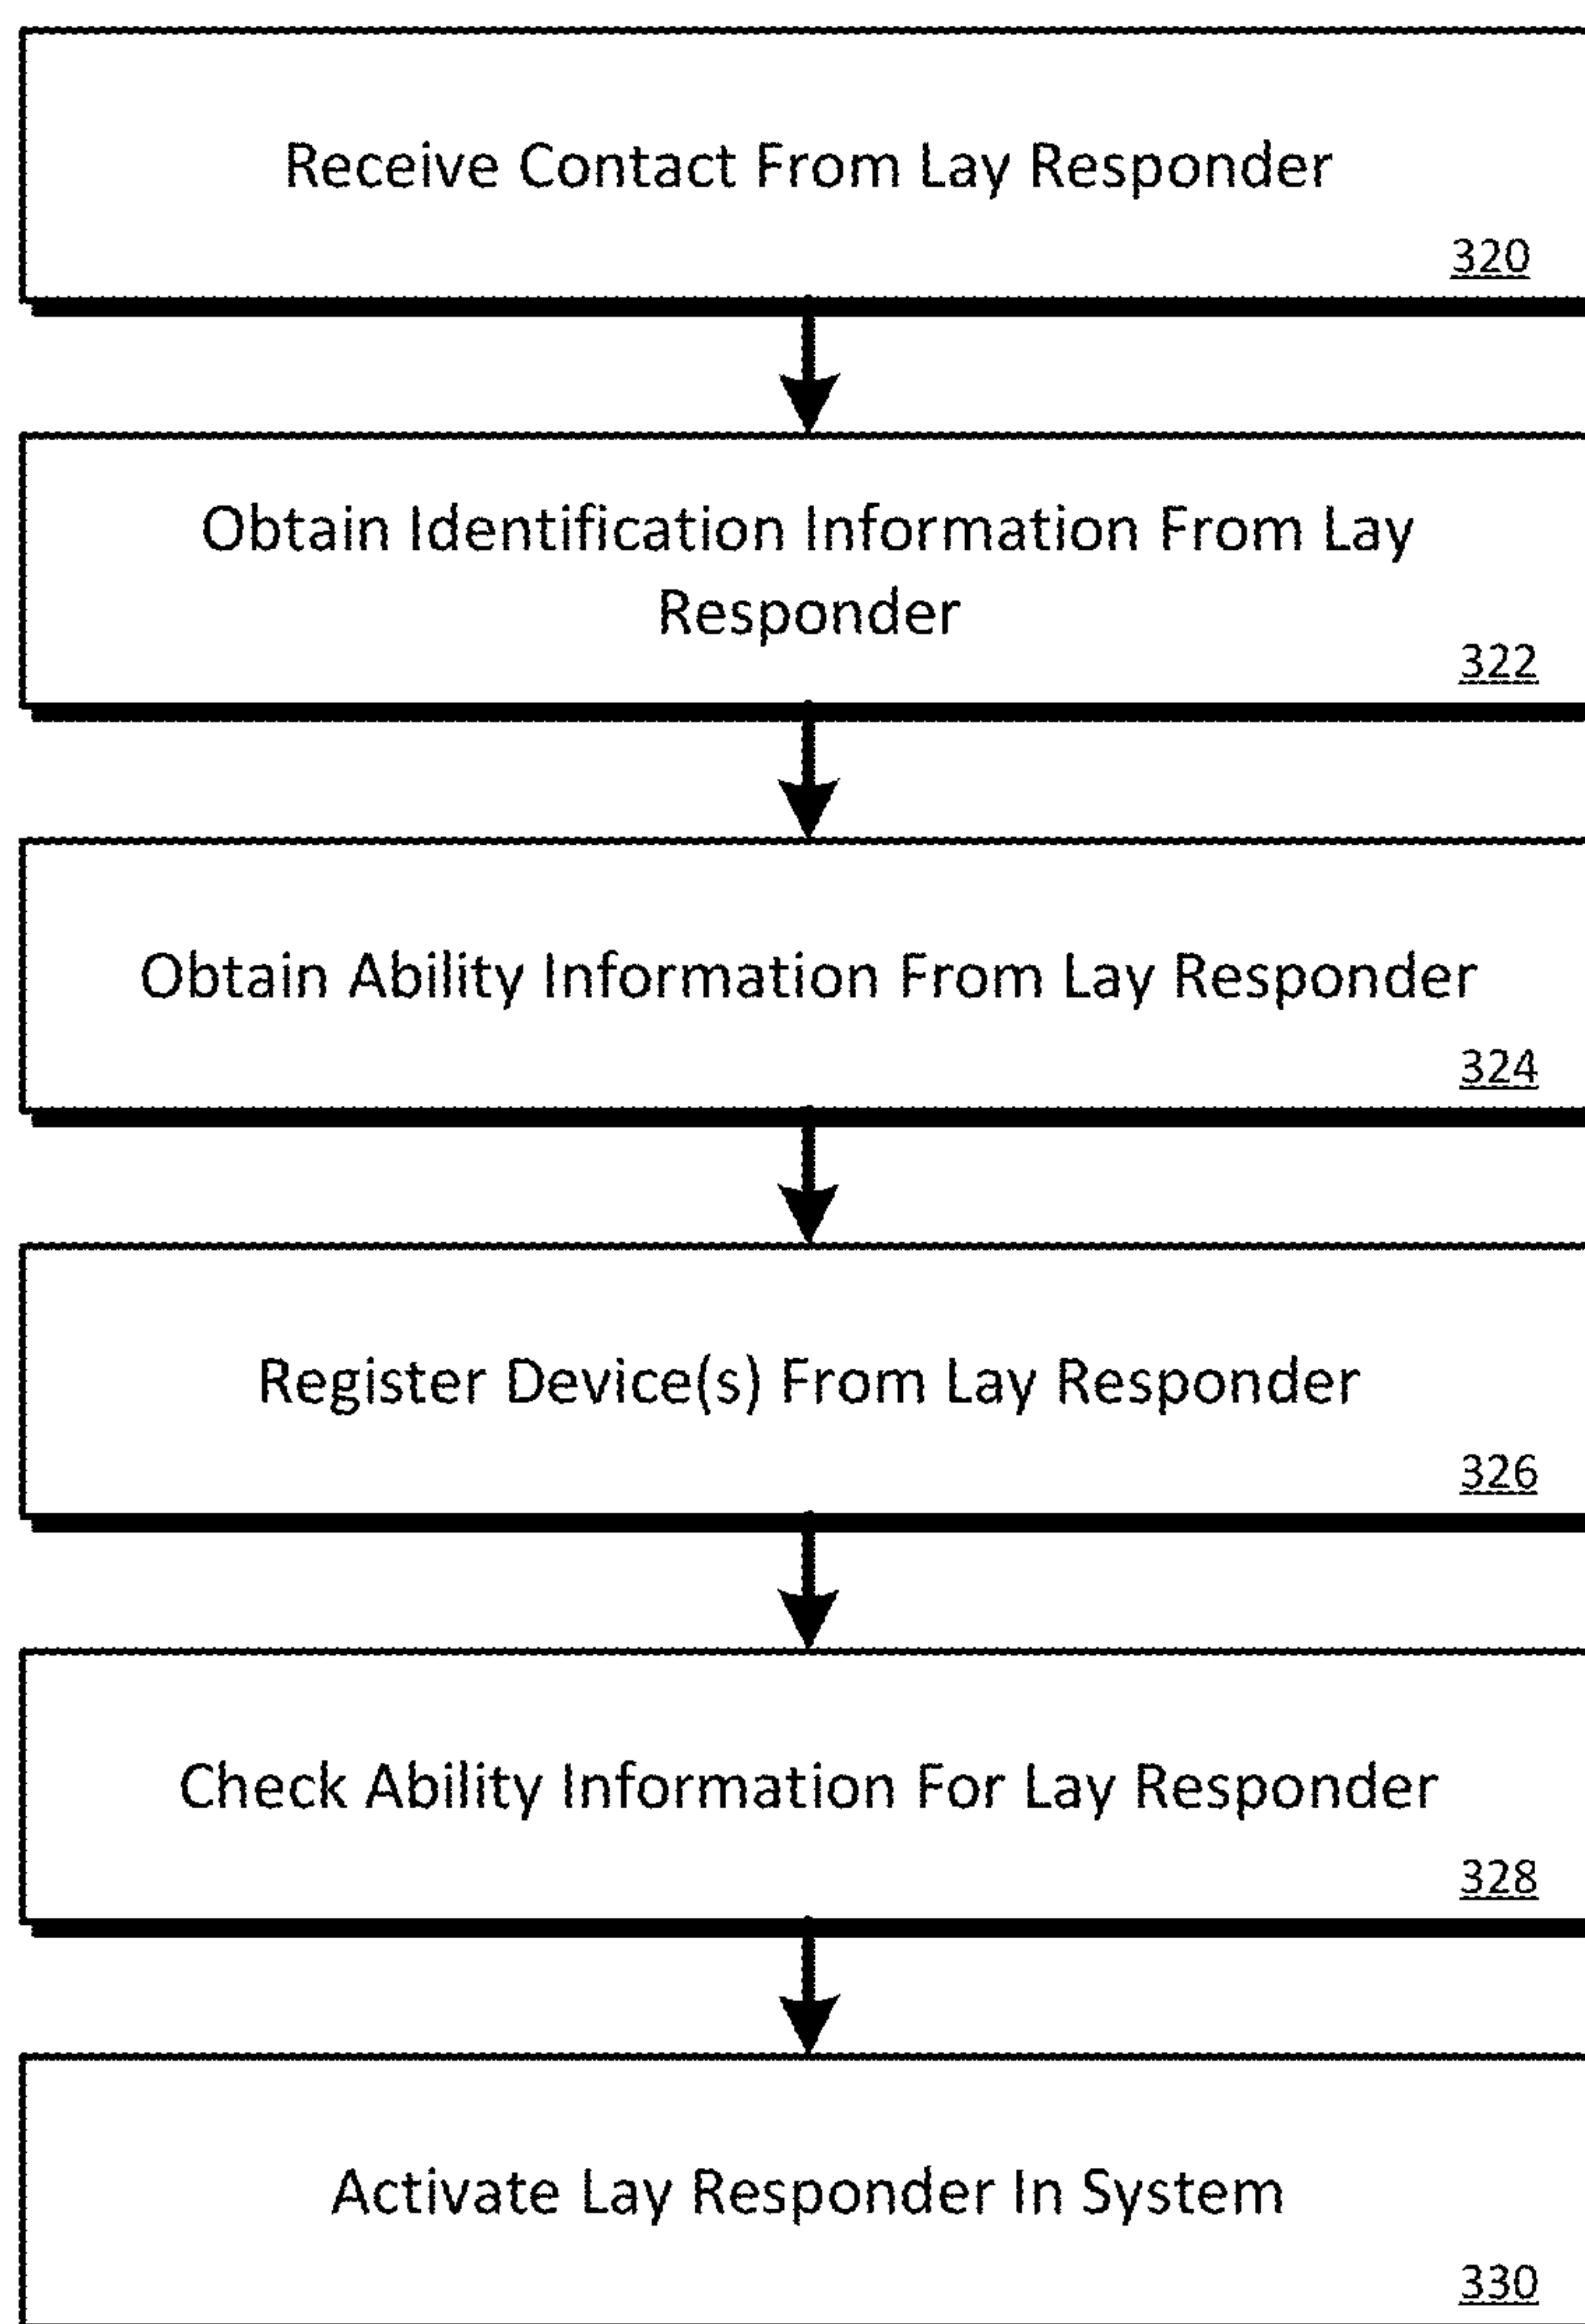 Receive Contact From Lay Responder
320
Obtain Identification Information From Lay
Responder
322
Obtain Ability Information From Lay Responder
324
Register Device(s) From Lay Responder
326
Check Ability Information For Lay Responder
328
Activate Lay Responder In System
330